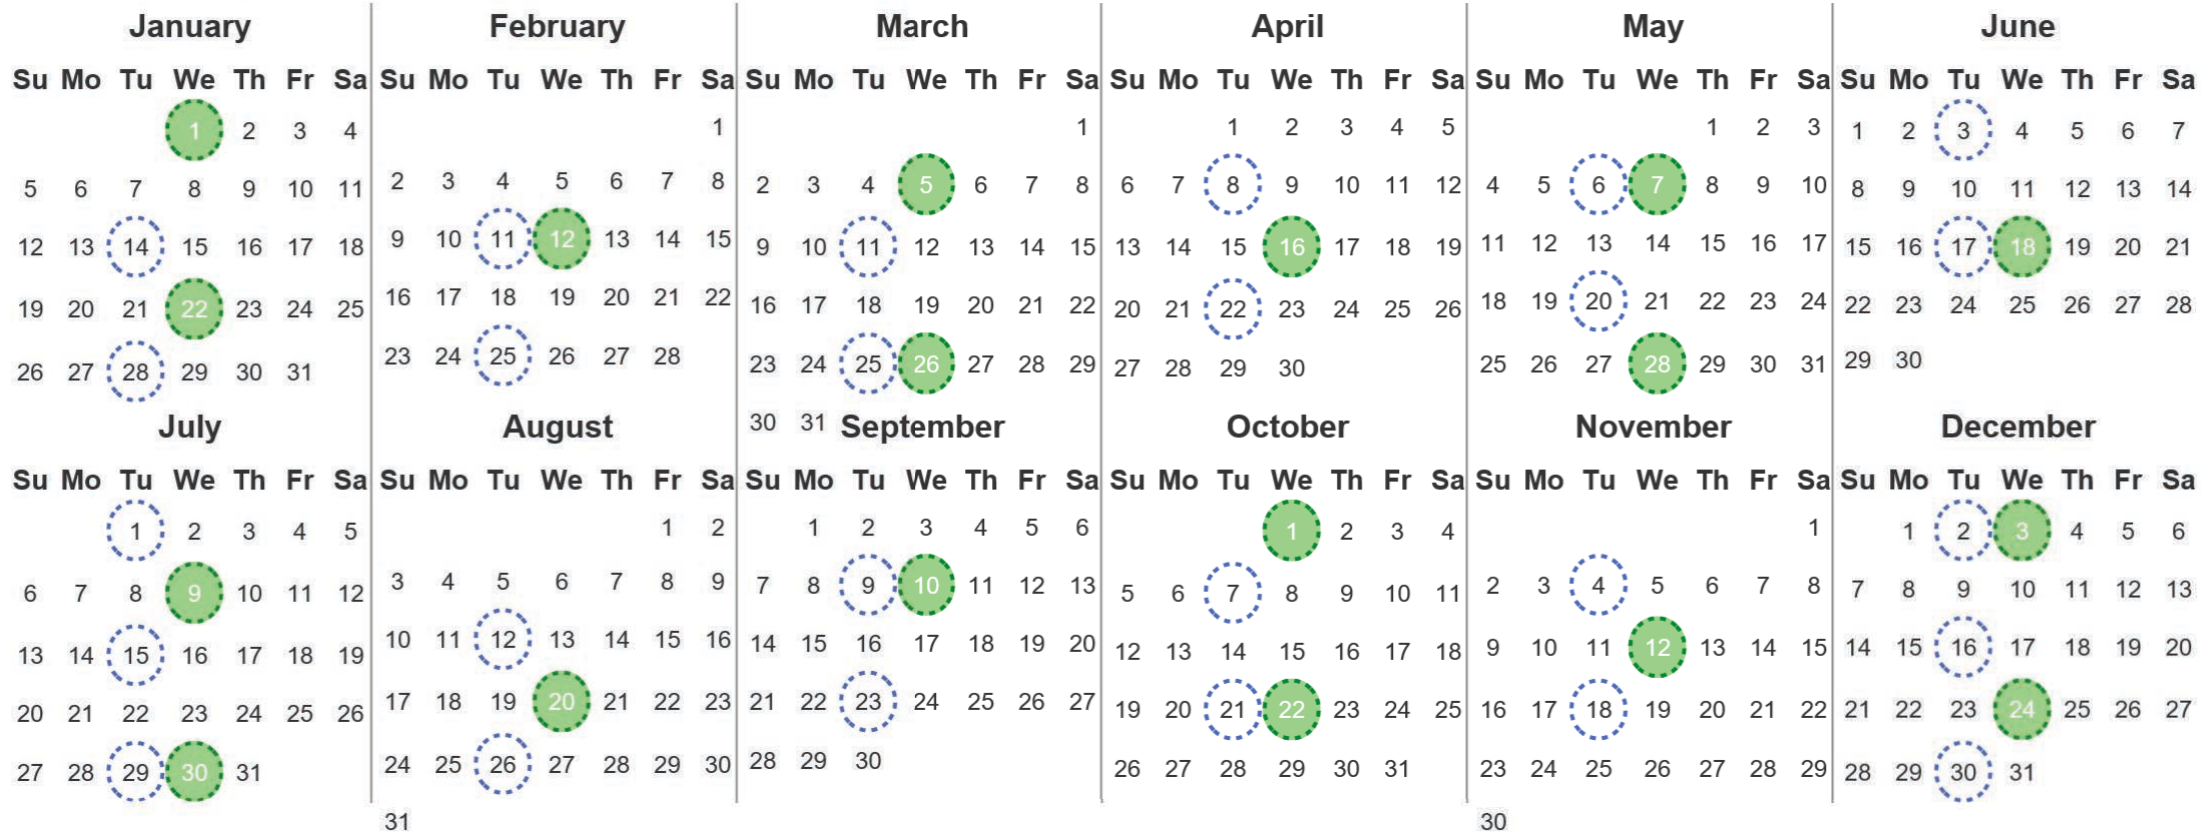 January February March April May June
Su Mo Tu We Th Fr Sa Su Mo Tu We Th Fr Sa Su Mo Tu We Th Fr Sa Su Mo Tu We Th Fr Sa Su Mo Tu We Th Fr Sa Su Mo Tu We Th Fr Sa
1 2 3 4 1 1 1 2 3 4 5 1 2 3 1 2 3 4 5 6 7
5 6 7 8 9 10 11 2 3 4 5 6 7 8 2 3 4 5 6 7 8 6 7 8 9 10 11 12 4 5 6 7 8 9 10 8 9 10 11 12 13 14
12 13 14 15 16 17 18 9 10 11 12 13 14 15 9 10 11 12 13 14 15 13 14 15 16 17 18 19 11 12 13 14 15 16 17 15 16 17 18 19 20 21
19 20 21 22 23 24 25 16 17 18 19 20 21 22 16 17 18 19 20 21 22 20 21 22 23 24 25 26 18 19 20 21 22 23 24 22 23 24 25 26 27 28
26 27 28 29 30 31 23 24 25 26 27 28 23 24 25 26 27 28 29 27 28 29 30 25 26 27 28 29 30 31 29 30
30 31
July August September October November December
Su Mo Tu We Th Fr Sa Su Mo Tu We Th Fr Sa Su Mo Tu We Th Fr Sa Su Mo Tu We Th Fr Sa Su Mo Tu We Th Fr Sa Su Mo Tu We Th Fr Sa
1 2 3 4 5 1 2 1 2 3 4 5 6 1 2 3 4 1 1 2 3 4 5 6
6 7 8 9 10 11 12 3 4 5 6 7 8 9 7 8 9 10 11 12 13 5 6 7 8 9 10 11 2 3 4 5 6 7 8 7 8 9 10 11 12 13
13 14 15 16 17 18 19 10 11 12 13 14 15 16 14 15 16 17 18 19 20 12 13 14 15 16 17 18 9 10 11 12 13 14 15 14 15 16 17 18 19 20
20 21 22 23 24 25 26 17 18 19 20 21 22 23 21 22 23 24 25 26 27 19 20 21 22 23 24 25 16 17 18 19 20 21 22 21 22 23 24 25 26 27
27 28 29 30 31 24 25 26 27 28 29 30 28 29 30 26 27 28 29 30 31 23 24 25 26 27 28 29 28 29 30 31
31 30